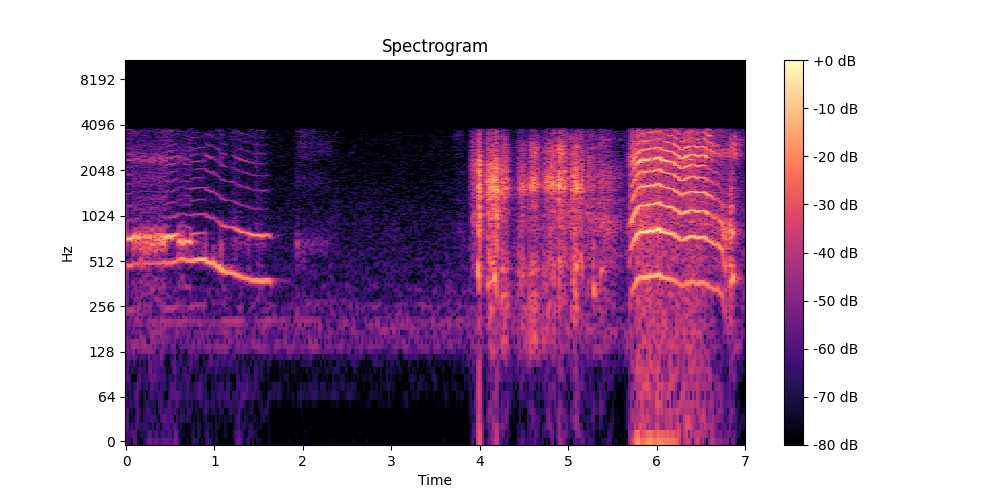 Spectrogram
Hz
8192
4096
2048
1024
512
256
128
64
0
0 1 2 3 4 5 6 7
Time
+0 dB
-10 dB
-20 dB
-30 dB
-40 dB
-50 dB
-60 dB
-70 dB
-80 dB